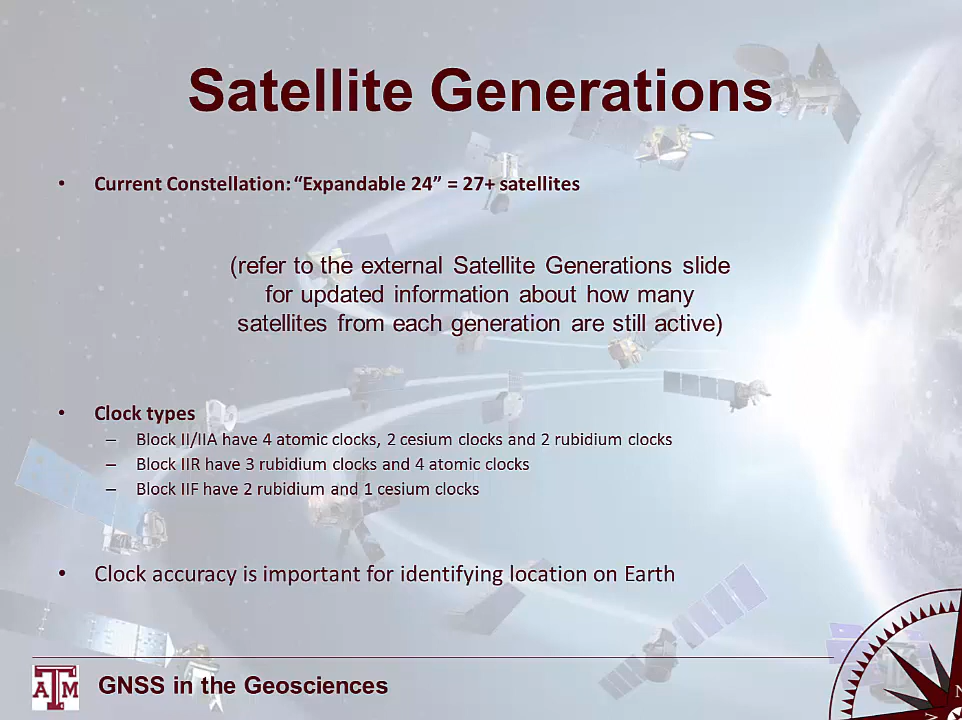 Satellite Generations
• Current Constellation: “Expandable 24” = 27+ satellites
(refer to the external Satellite Generations slide
for updated information about how many
satellites from each generation are still active)
• Clock types
– Block II/IIA have 4 atomic clocks, 2 cesium clocks and 2 rubidium clocks
– Block IIR have 3 rubidium clocks and 4 atomic clocks
– Block IIF have 2 rubidium and 1 cesium clocks
• Clock accuracy is important for identifying location on Earth
ATM GNSS in the Geosciences
N